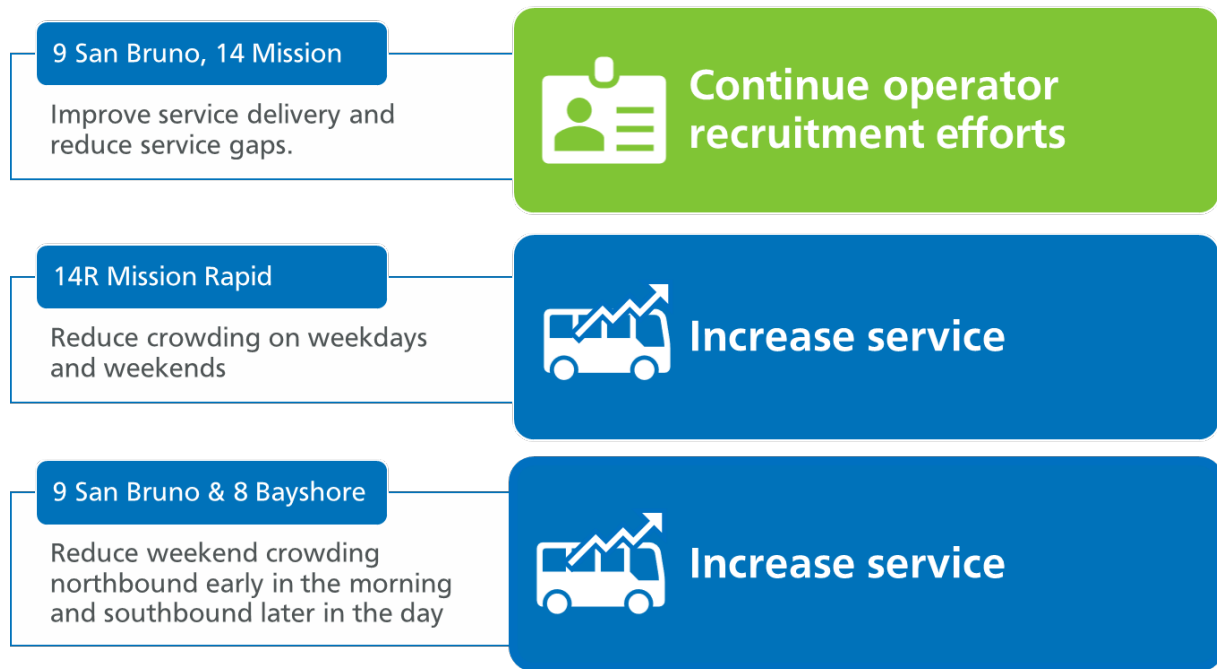 9 San Bruno, 14 Mission
Improve service delivery and
reduce service gaps.
Continue operator
recruitment efforts
14R Mission Rapid
Reduce crowding on weekdays
and weekends
Increase service
9 San Bruno & 8 Bayshore
Reduce weekend crowding
northbound early in the morning
and southbound later in the day
Increase service